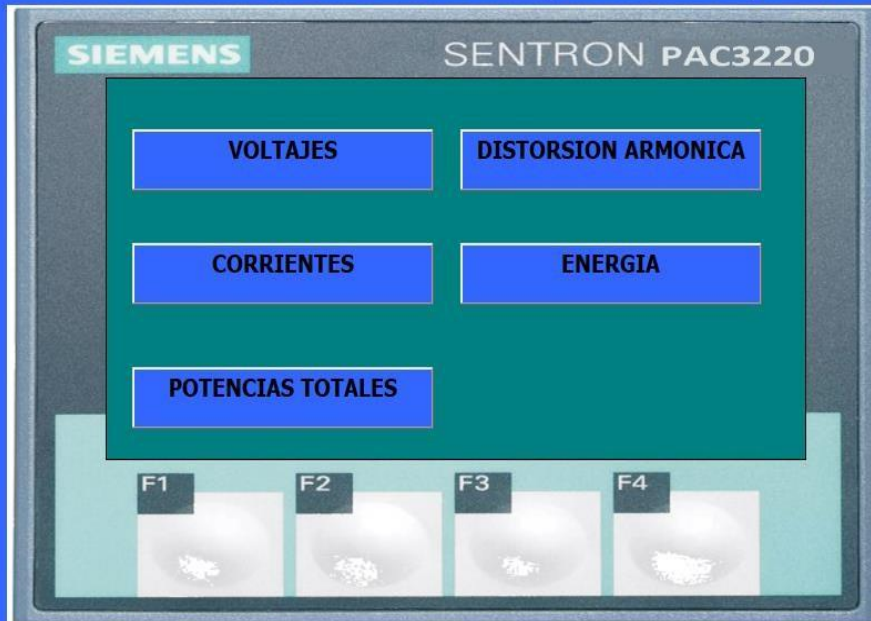 SIEMENS
SENTRON PAC3220
VOLTAJES
DISTORSION ARMONICA
CORRIENTES
ENERGIA
POTENCIAS TOTALES
F1
F2
F3
F4